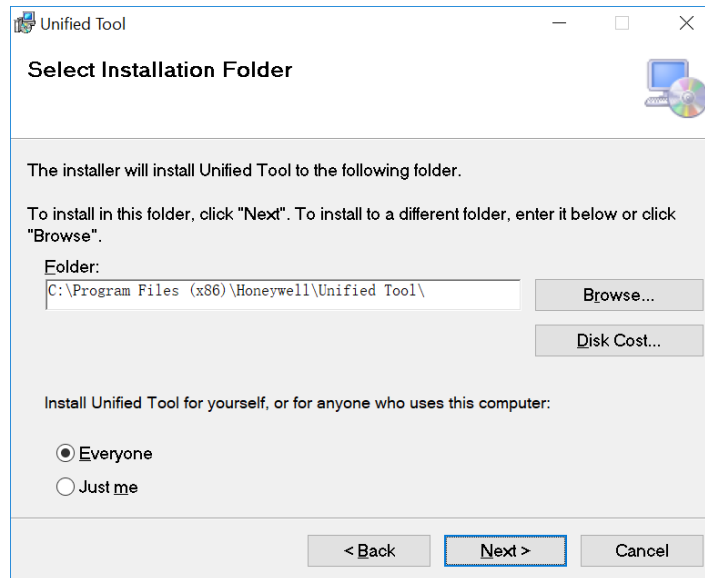 Unified Tool
Select Installation Folder
The installer will install Unified Tool to the following folder.
To install in this folder, click "Next". To install to a different folder, enter it below or click
"Browse".
Folder:
C:\Program Files (x86)\Honeywell\Unified Tool\
Browse...
Disk Cost...
Install Unified Tool for yourself, or for anyone who uses this computer:
Everyone
Just me
< Back
Next >
Cancel